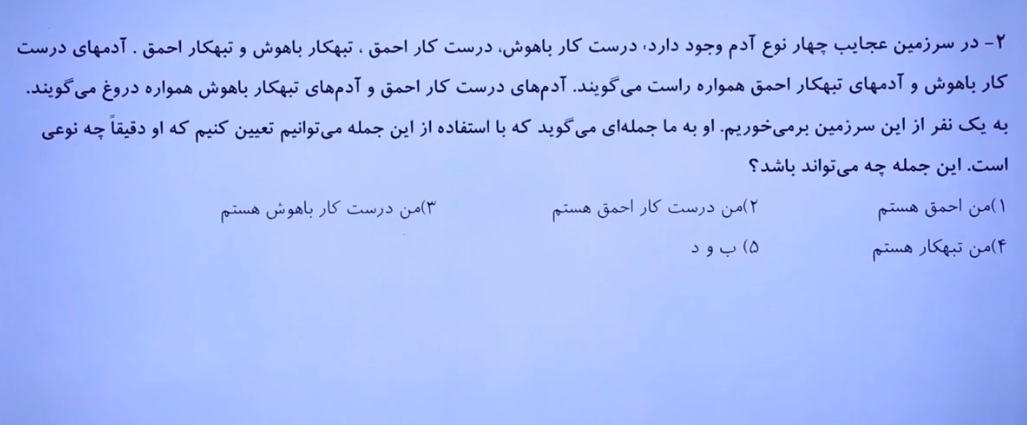 ۲- در سرزمین عجایب چهار نوع آدم وجود دارد، درست کار باهوش، درست کار احمق ، تبهکار باهوش و تبهکار احمق . آدمهای درست
کار باهوش و آدمهای تبهکار احمق همواره راست می‌گویند. آدم‌های درست کار احمق و آدم‌های تبهکار باهوش همواره دروغ می‌گویند.
به یک نفر از این سرزمین برمی‌خوریم. او به ما جمله‌ای می‌گوید که با استفاده از این جمله می‌توانیم تعیین کنیم که او دقیقاً چه نوعی
است. این جمله چه می‌تواند باشد؟
۱)من احمق هستم ۲)من درست کار احمق هستم ۳)من درست کار باهوش هستم
۴)من تبهکار هستم ۵) ب و د